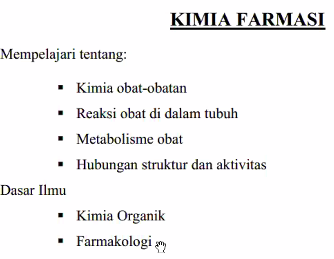 KIMIA FARMASI
Mempelajari tentang:
▪ Kimia obat-obatan
▪ Reaksi obat di dalam tubuh
▪ Metabolisme obat
▪ Hubungan struktur dan aktivitas
Dasar Ilmu
▪ Kimia Organik
▪ Farmakologi